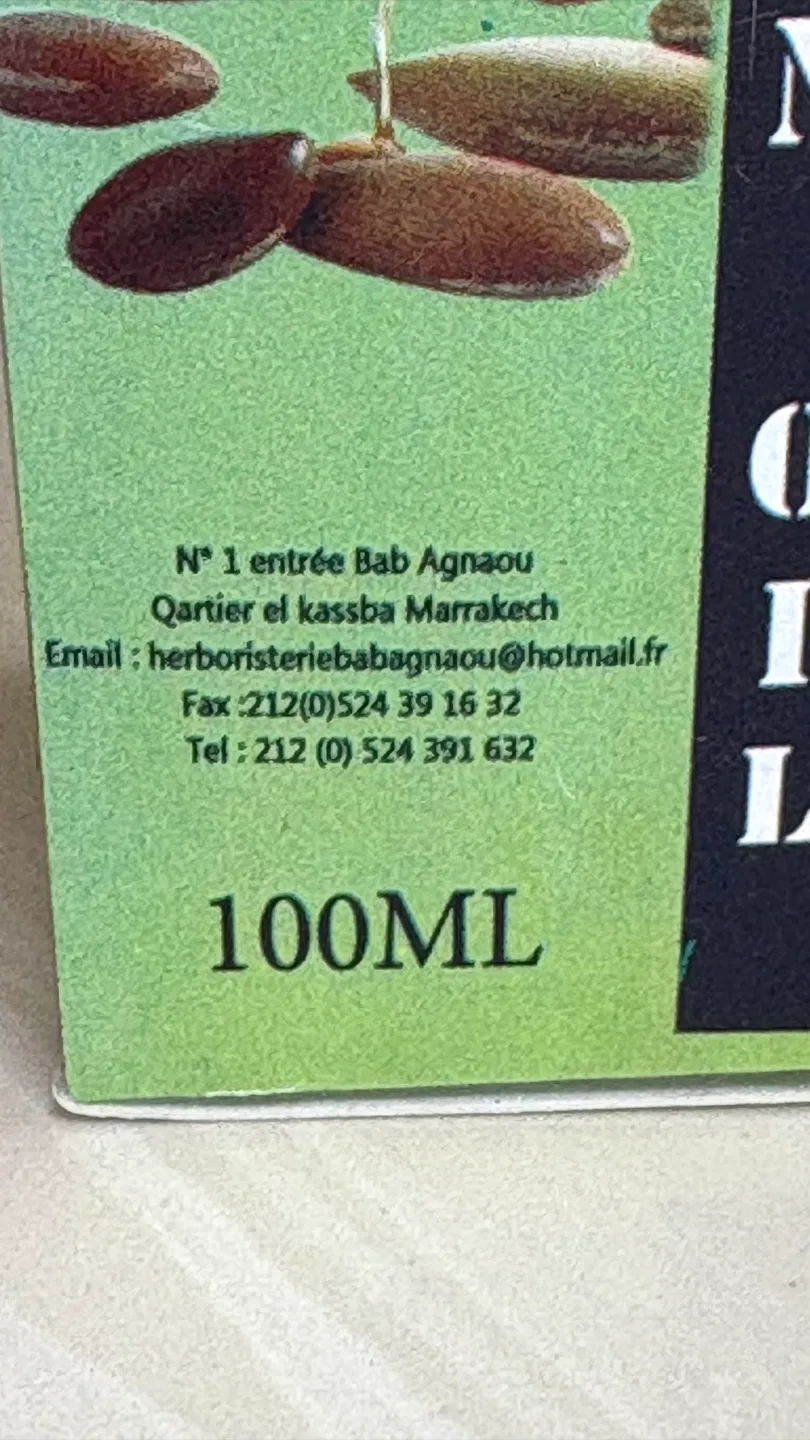 N° 1 entrée Bab Agnaou
Qartier el kassba Marrakech
Email : herboristeriebabagnaou@hotmail.fr
Fax :212(0)524 39 16 32
Tel : 212 (0) 524 391 632
100ML
O
I
L